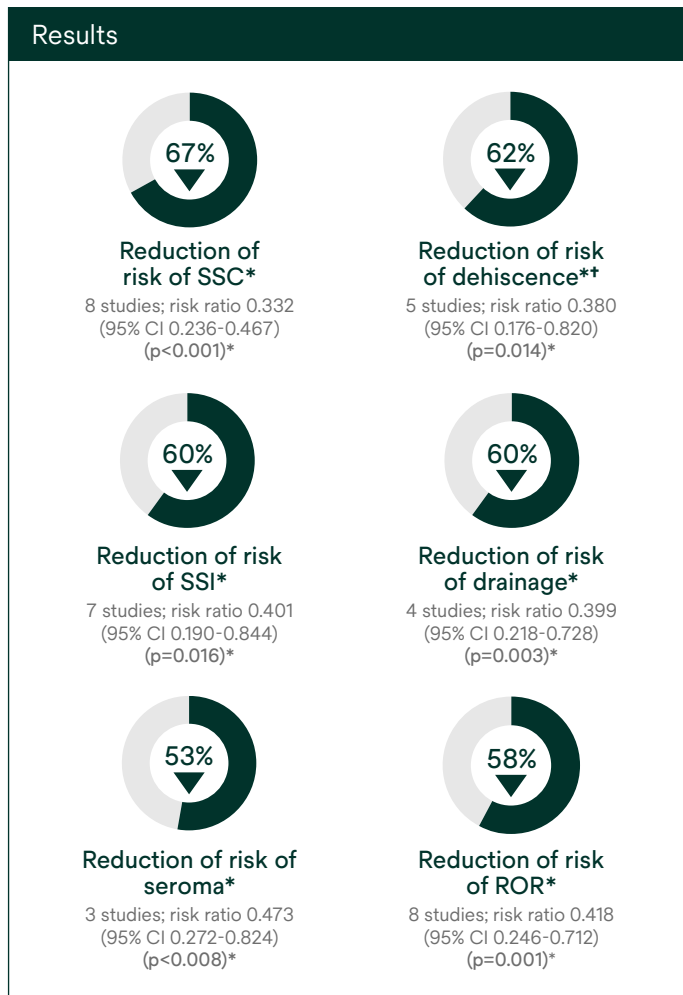 Results
67%
Reduction of
risk of SSC*
8 studies; risk ratio 0.332
(95% CI 0.236-0.467)
(p<0.001)*
62%
Reduction of risk
of dehiscence*†
5 studies; risk ratio 0.380
(95% CI 0.176-0.820)
(p=0.014)*
60%
Reduction of risk
of SSI*
7 studies; risk ratio 0.401
(95% CI 0.190-0.844)
(p=0.016)*
60%
Reduction of risk
of drainage*
4 studies; risk ratio 0.399
(95% CI 0.218-0.728)
(p=0.003)*
53%
Reduction of risk of
seroma*
3 studies; risk ratio 0.473
(95% CI 0.272-0.824)
(p<0.008)*
58%
Reduction of risk
of ROR*
8 studies; risk ratio 0.418
(95% CI 0.246-0.712)
(p=0.001)*